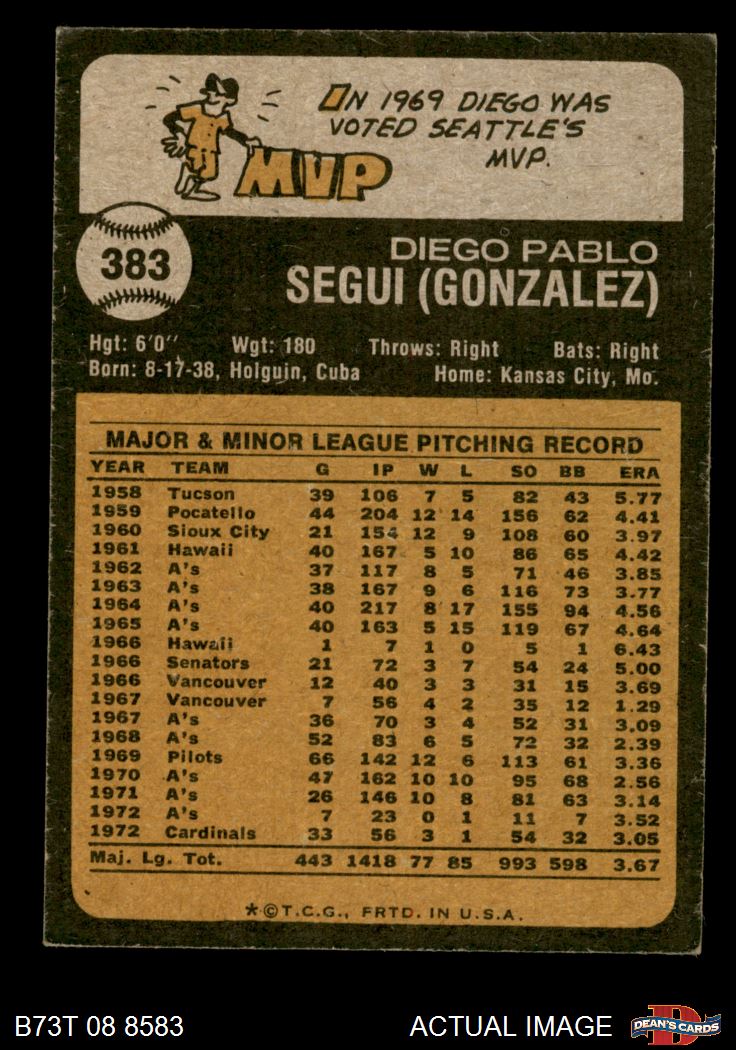 IN 1969 DIEGO WAS
VOTED SEATTLE'S
MVP.
MVP
383
DIEGO PABLO
SEGUI (GONZALEZ)
Hgt: 6'0" Wgt: 180 Throws: Right Bats: Right
Born: 8-17-38, Holguin, Cuba Home: Kansas City, Mo.
MAJOR & MINOR LEAGUE PITCHING RECORD
YEAR TEAM G IP W L SO BB ERA
1958 Tucson 39 106 7 5 82 43 5.77
1959 Pocatello 44 204 12 14 156 62 4.41
1960 Sioux City 21 154 12 9 108 60 3.97
1961 Hawaii 40 167 5 10 86 65 4.42
1962 A's 37 117 8 5 71 46 3.85
1963 A's 38 167 9 6 116 73 3.77
1964 A's 40 217 8 17 155 94 4.56
1965 A's 40 163 5 15 119 67 4.64
1966 Hawaii 1 7 1 0 5 1 6.43
1966 Senators 21 72 3 7 54 24 5.00
1966 Vancouver 12 40 3 3 31 15 3.69
1967 Vancouver 7 56 4 2 35 12 1.29
1967 A's 36 70 3 4 52 31 3.09
1968 A's 52 83 6 5 72 32 2.39
1969 Pilots 66 142 12 6 113 61 3.36
1970 A's 47 162 10 10 95 68 2.56
1971 A's 26 146 10 8 81 63 3.14
1972 A's 7 23 0 1 11 7 3.52
1972 Cardinals 33 56 3 1 54 32 3.05
Maj. Lg. Tot. 443 1418 77 85 993 598 3.67
*© T.C.G., FRTD. IN U.S.A.
B73T 08 8583 ACTUAL IMAGE DEAN'S CARDS